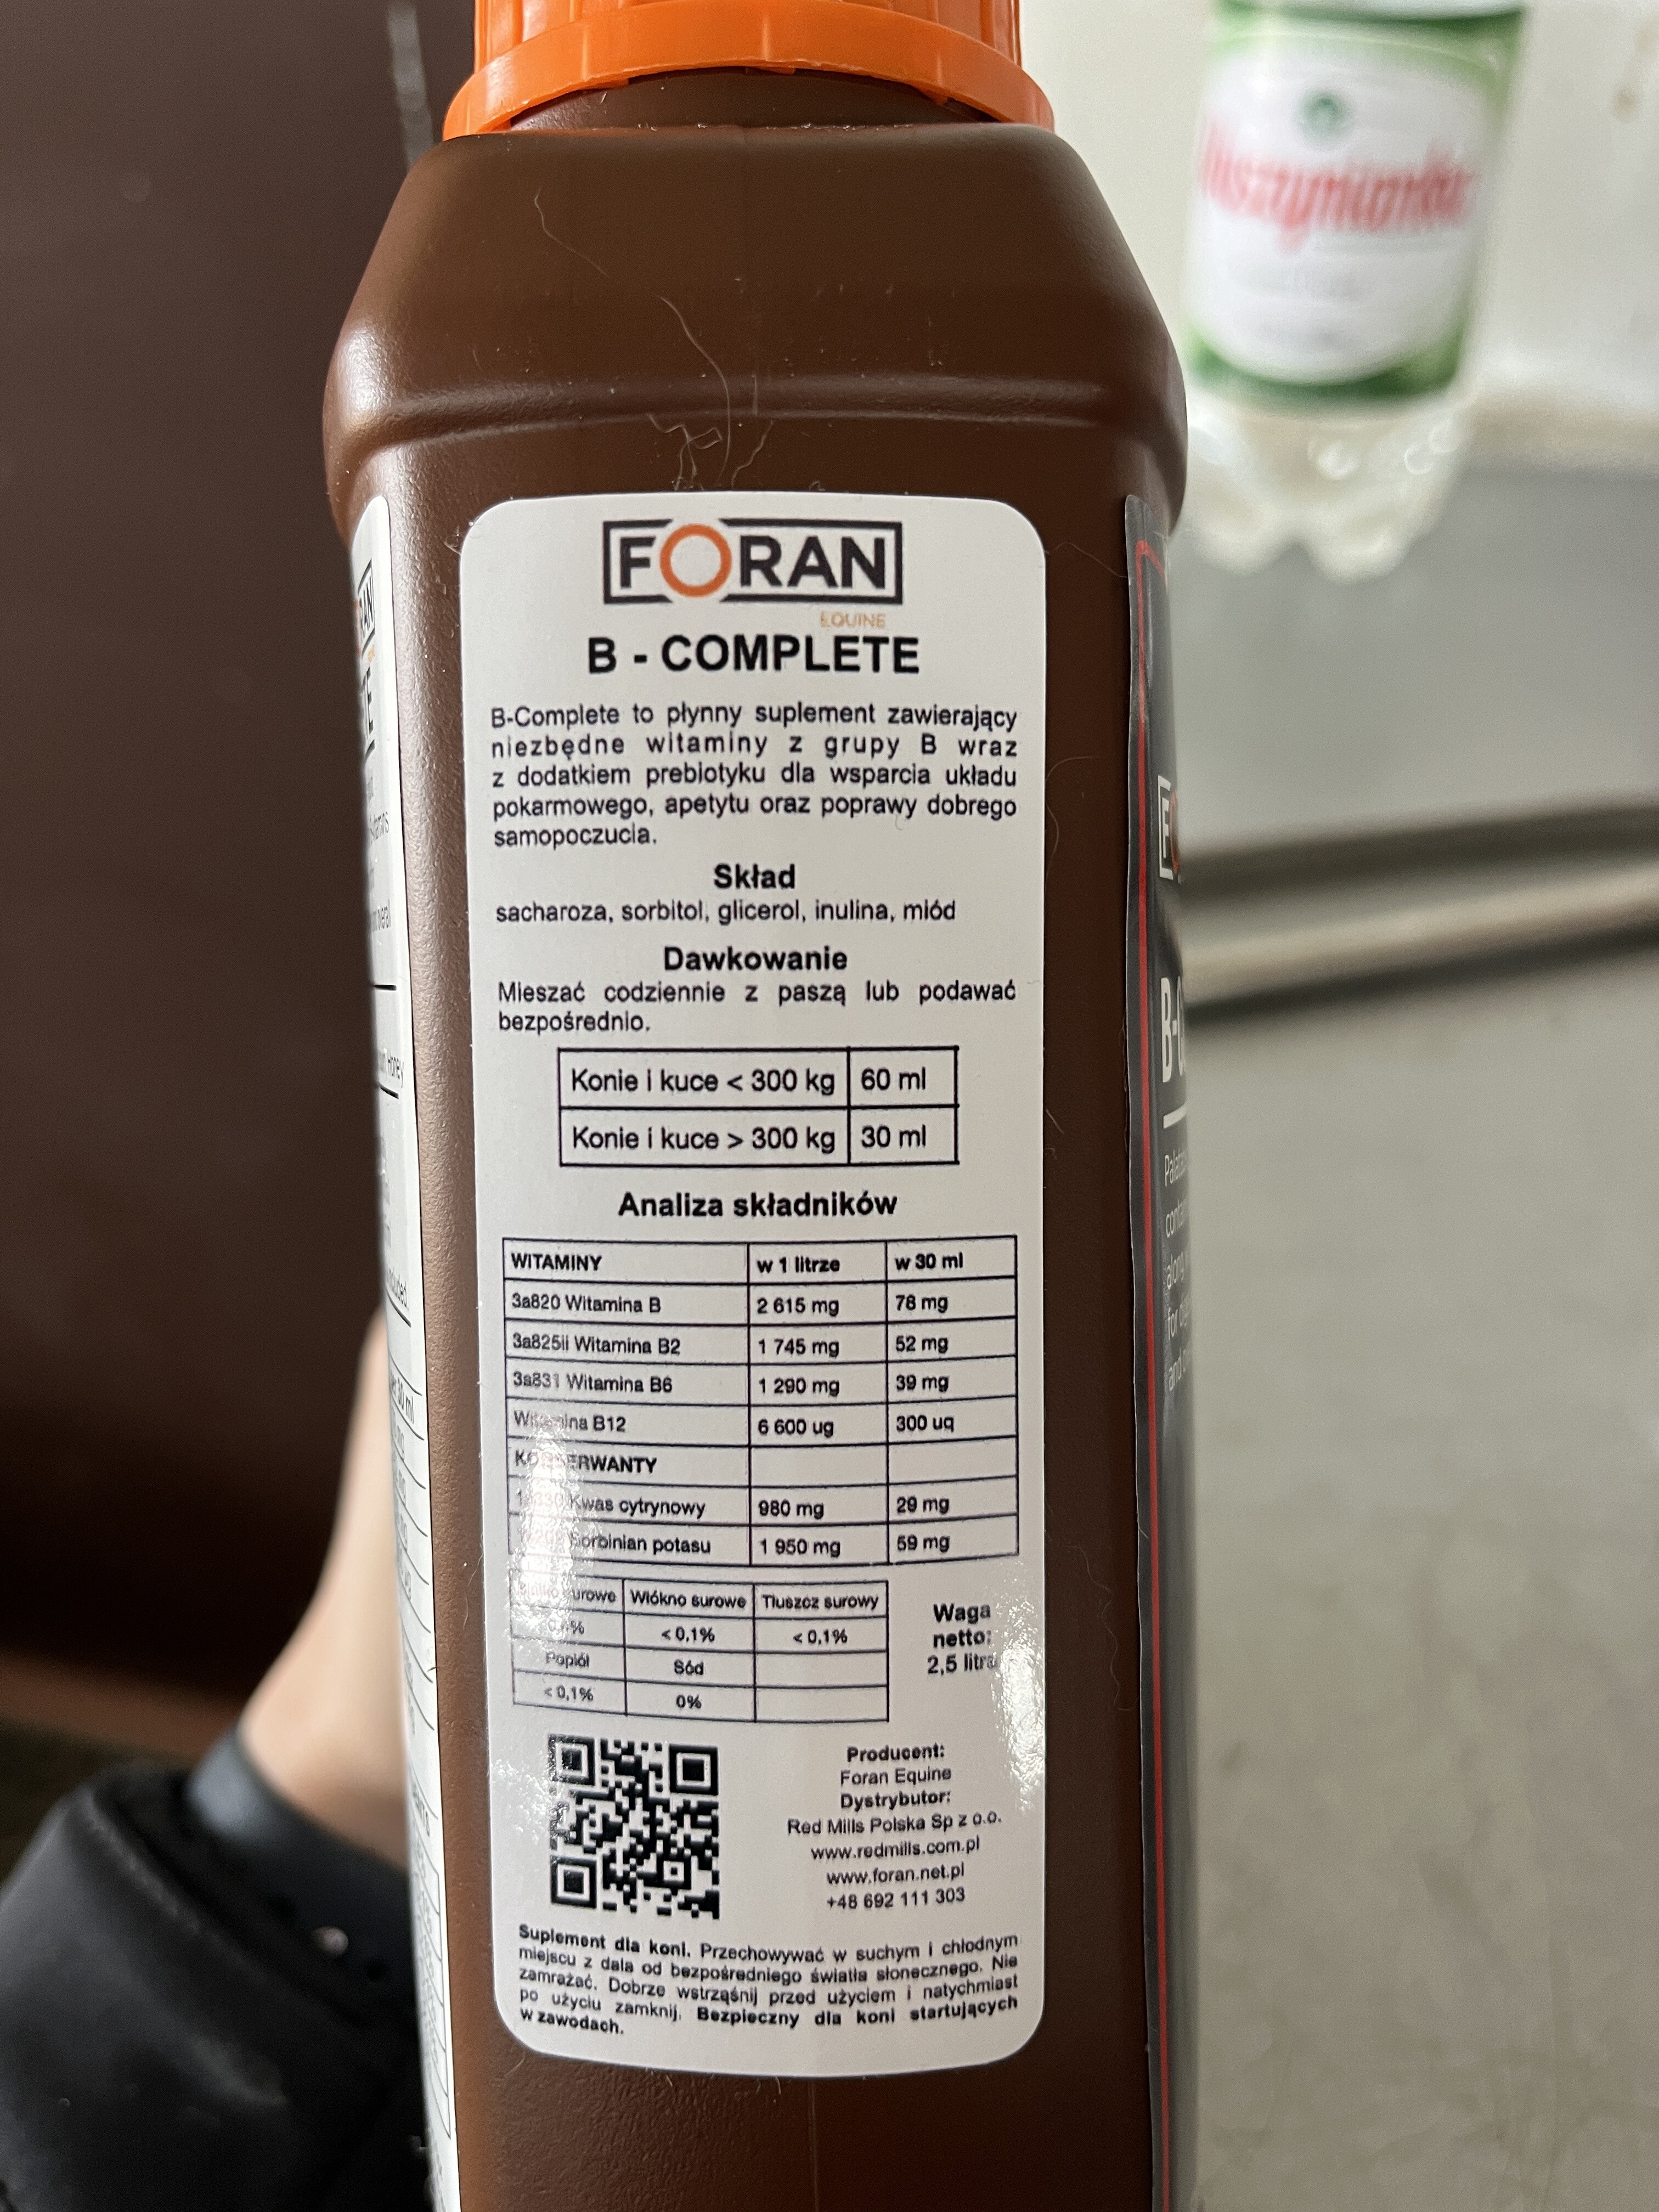 FORAN
EQUINE
B - COMPLETE
B-Complete to płynny suplement zawierający
niezbędne witaminy z grupy B wraz
z dodatkiem prebiotyku dla wsparcia układu
pokarmowego, apetytu oraz poprawy dobrego
samopoczucia.
Skład
sacharoza, sorbitol, glicerol, inulina, miód
Dawkowanie
Mieszać codziennie z paszą lub podawać
bezpośrednio.
Konie i kuce < 300 kg 60 ml
Konie i kuce > 300 kg 30 ml
Analiza składników
WITAMINY w 1 litrze w 30 ml
3a820 Witamina B 2 615 mg 78 mg
3a825ii Witamina B2 1 745 mg 52 mg
3a831 Witamina B6 1 290 mg 39 mg
Witamina B12 6 600 ug 300 uq
KONSERWANTY
Kwas cytrynowy 980 mg 29 mg
Sorbinian potasu 1 950 mg 59 mg
surowe Włókno surowe Tłuszcz surowy
< 0,1% < 0,1%
Popiół Sód
< 0,1% 0%
Waga
netto:
2,5 litra
Producent:
Foran Equine
Dystrybutor:
Red Mills Polska Sp z o.o.
www.redmills.com.pl
www.foran.net.pl
+48 692 111 303
Suplement dla koni. Przechowywać w suchym i chłodnym
miejscu z dala od bezpośredniego światła słonecznego. Nie
zamrażać. Dobrze wstrząśnij przed użyciem i natychmiast
po użyciu zamknij. Bezpieczny dla koni startujących
w zawodach.
Muszynianka